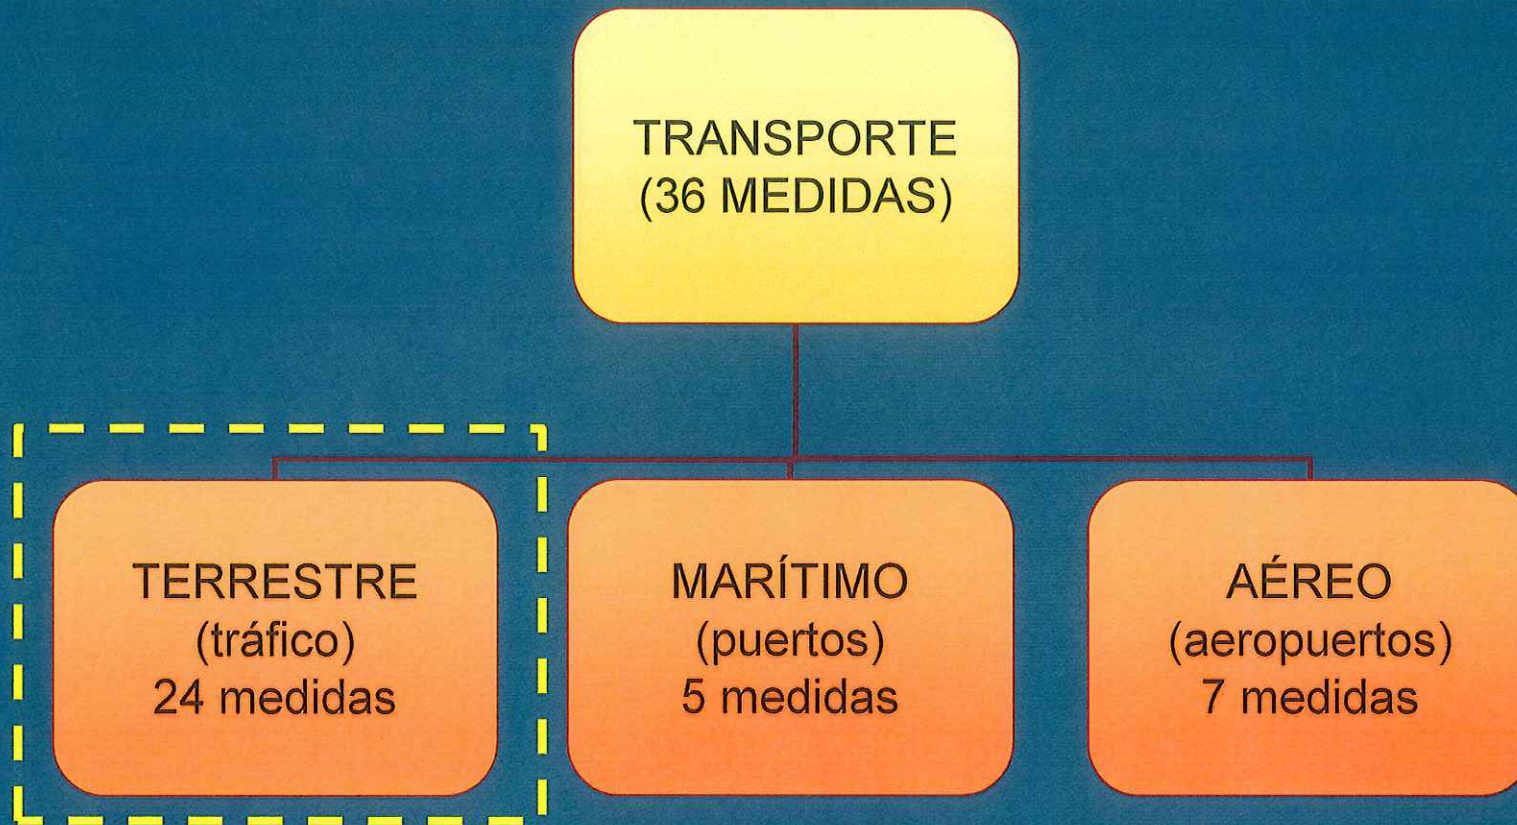 TRANSPORTE
(36 MEDIDAS)
TERRESTRE
(tráfico)
24 medidas
MARÍTIMO
(puertos)
5 medidas
AÉREO
(aeropuertos)
7 medidas